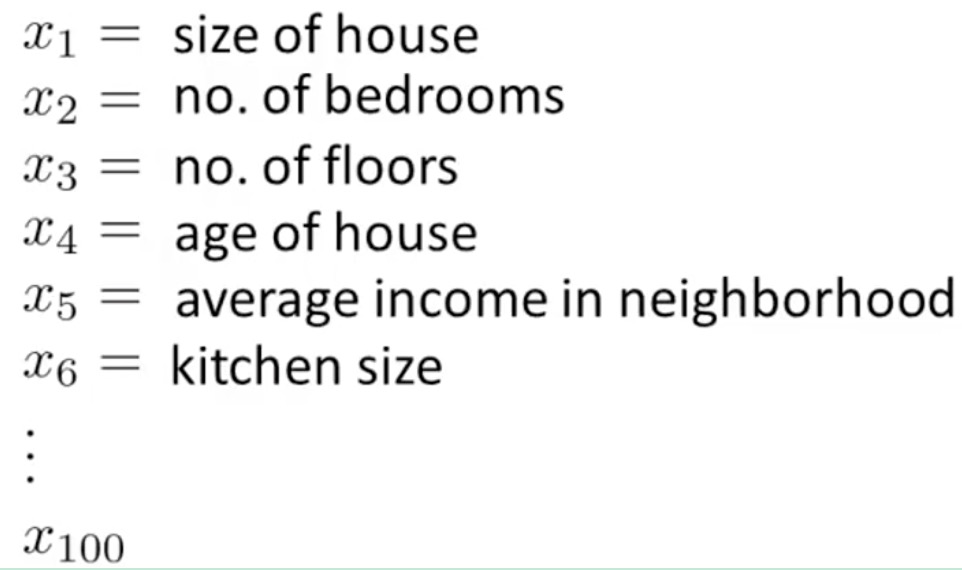 x₁ = size of house
x₂ = no. of bedrooms
x₃ = no. of floors
x₄ = age of house
x₅ = average income in neighborhood
x₆ = kitchen size
⋮
x₁₀₀